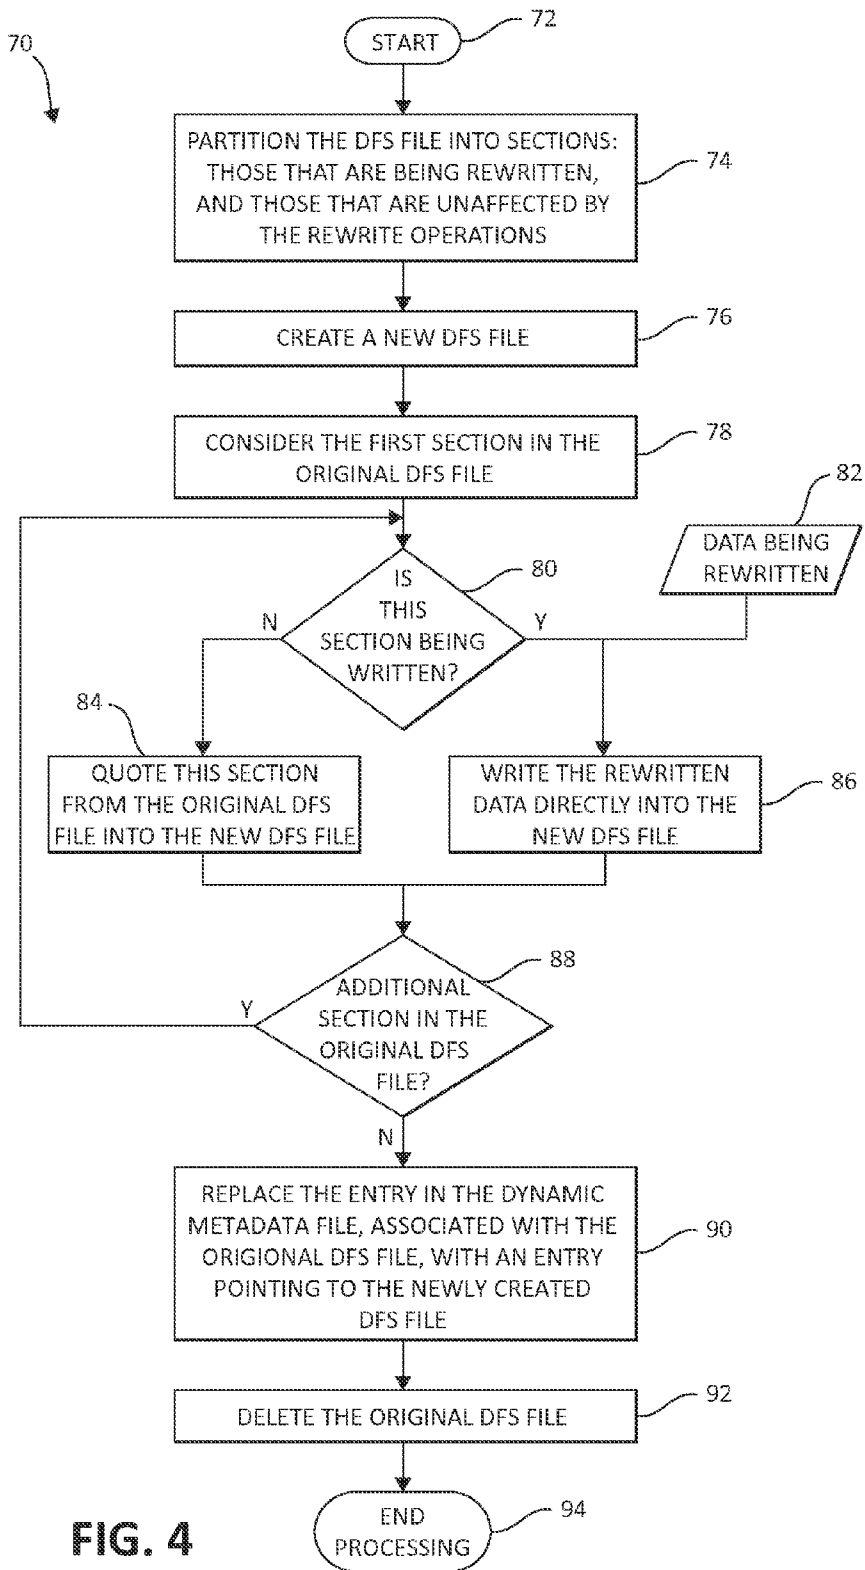 70
START
72
PARTITION THE DFS FILE INTO SECTIONS:
THOSE THAT ARE BEING REWRITTEN,
AND THOSE THAT ARE UNAFFECTED BY
THE REWRITE OPERATIONS
74
CREATE A NEW DFS FILE
76
CONSIDER THE FIRST SECTION IN THE
ORIGINAL DFS FILE
78
82
DATA BEING
REWRITTEN
80
IS
THIS
SECTION BEING
WRITTEN?
N
Y
84
QUOTE THIS SECTION
FROM THE ORIGINAL DFS
FILE INTO THE NEW DFS FILE
WRITE THE REWRITTEN
DATA DIRECTLY INTO THE
NEW DFS FILE
86
88
ADDITIONAL
SECTION IN THE
ORIGINAL DFS
FILE?
Y
N
REPLACE THE ENTRY IN THE DYNAMIC
METADATA FILE, ASSOCIATED WITH THE
ORIGIONAL DFS FILE, WITH AN ENTRY
POINTING TO THE NEWLY CREATED
DFS FILE
90
DELETE THE ORIGINAL DFS FILE
92
END
PROCESSING
94
FIG. 4